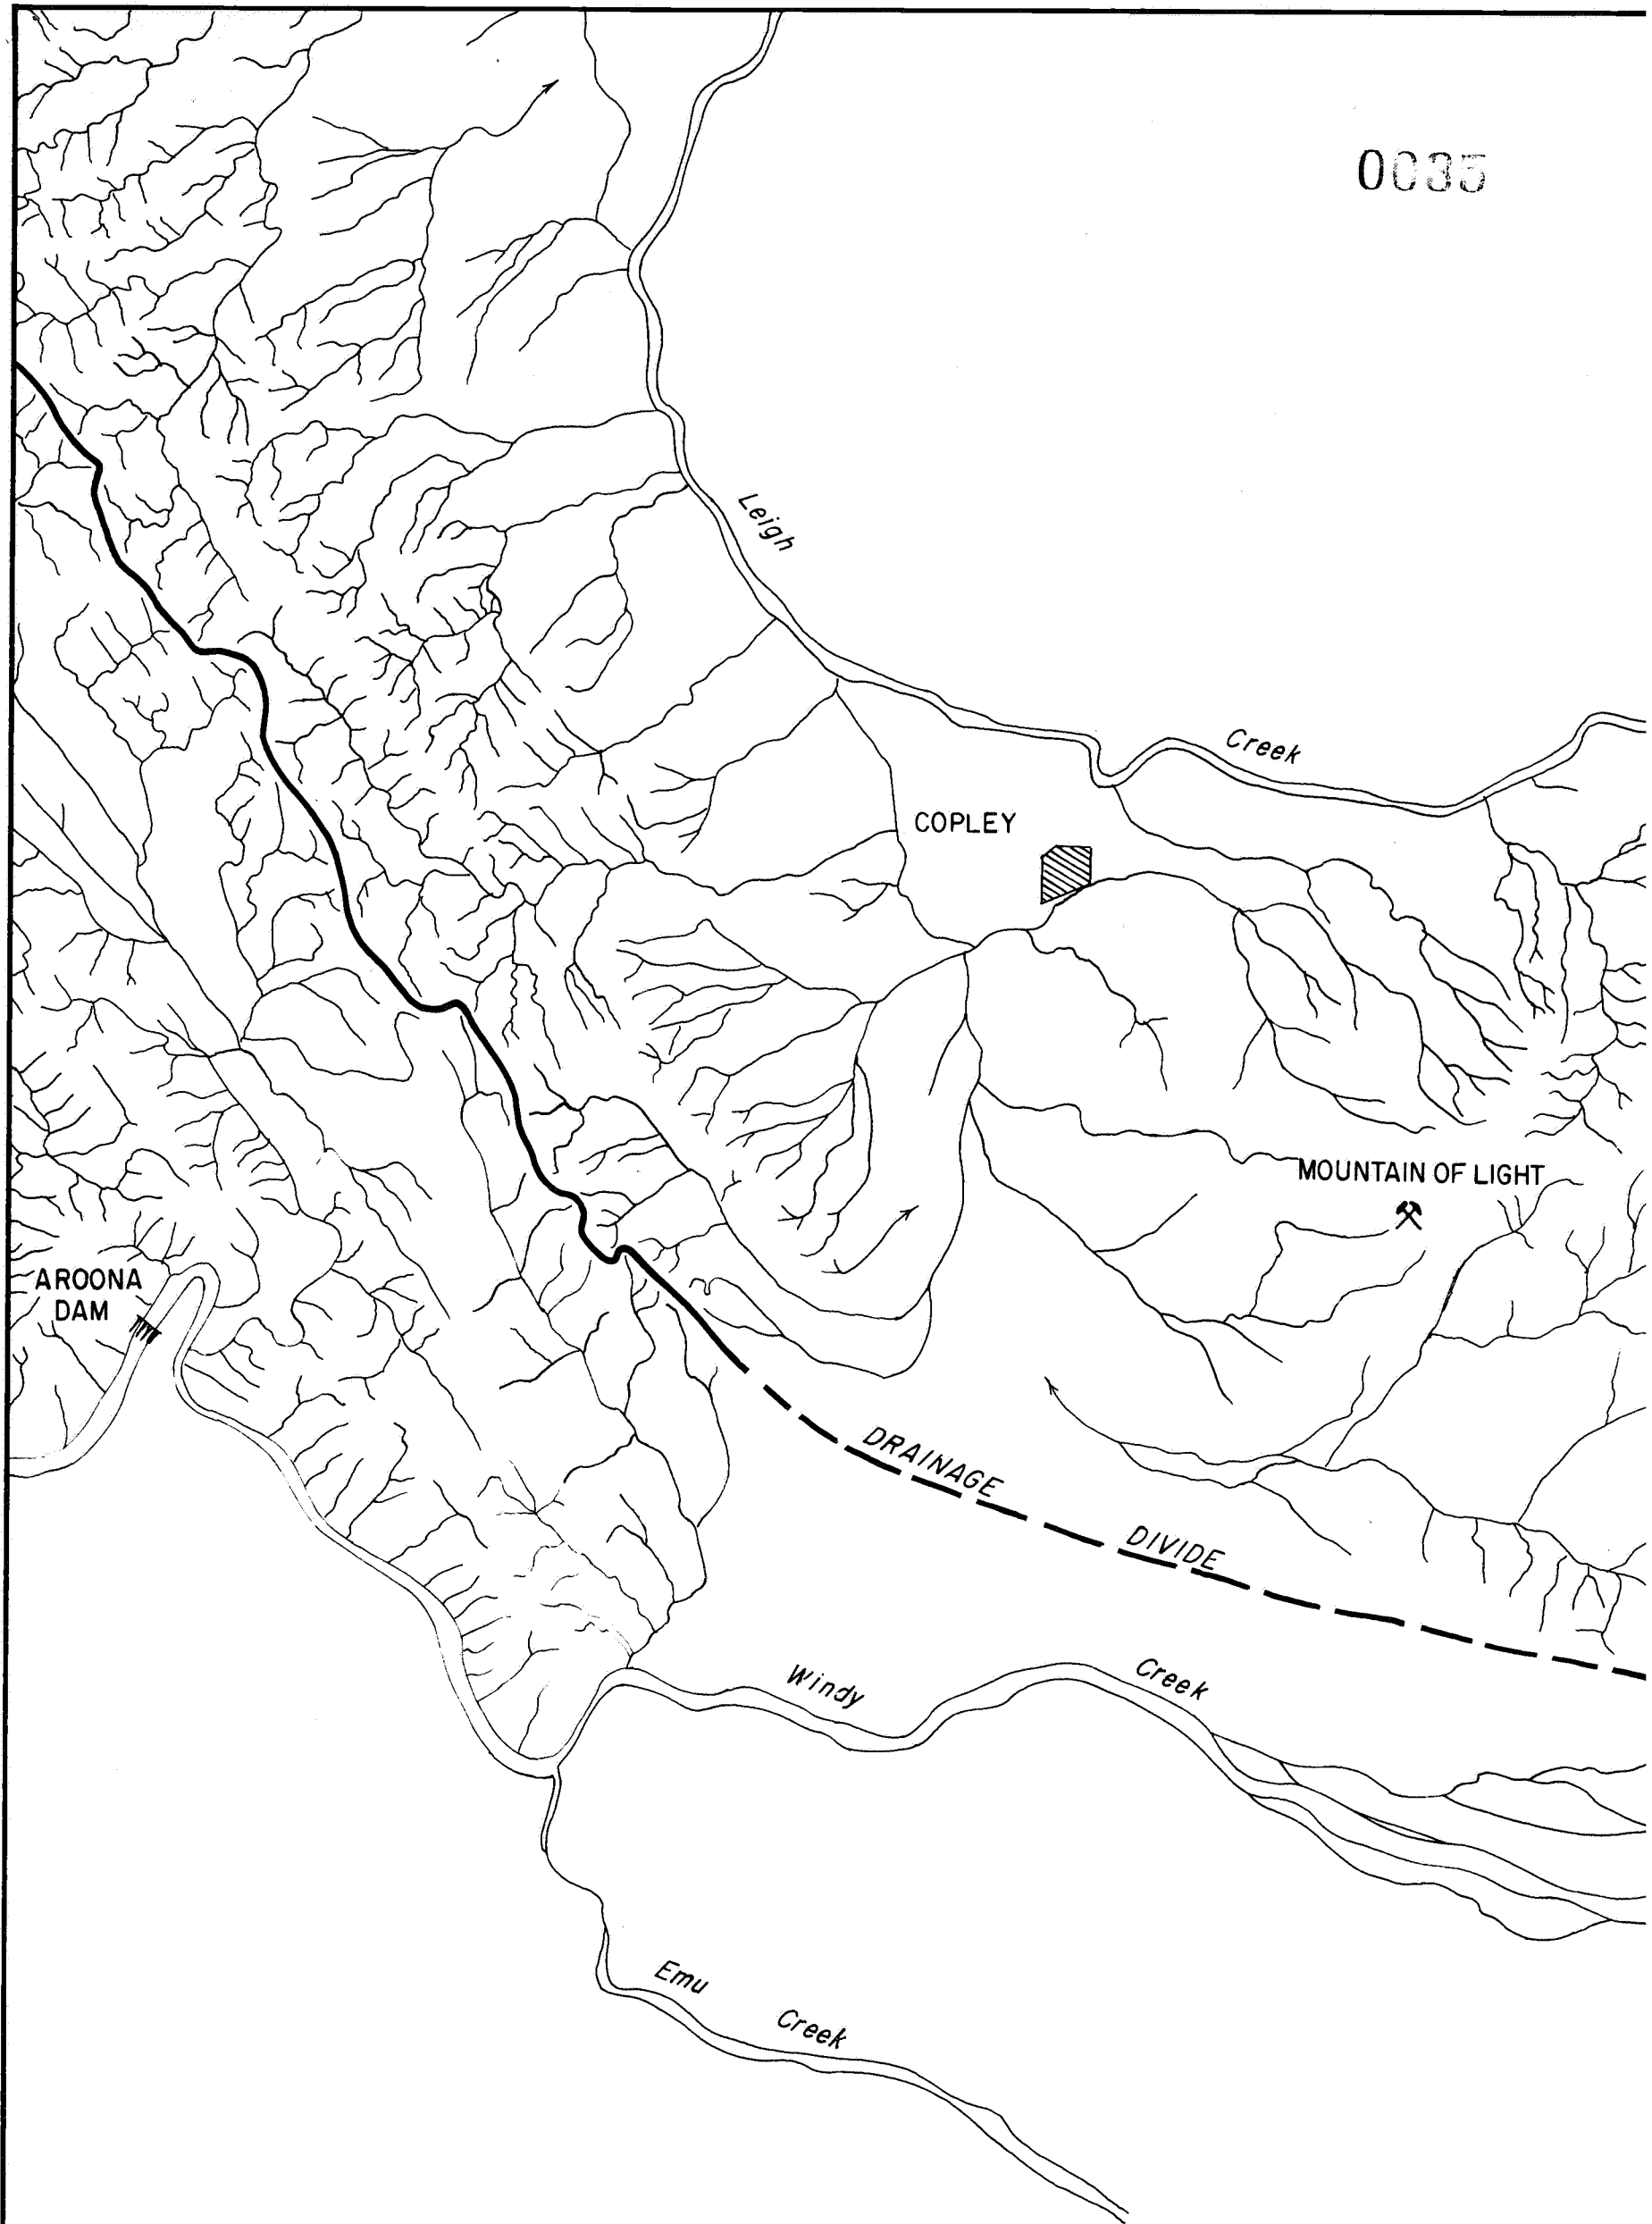 0035
Leigh
Creek
COPLEY
MOUNTAIN OF LIGHT
AROONA
DAM
DRAINAGE
DIVIDE
Windy
Creek
Emu
Creek